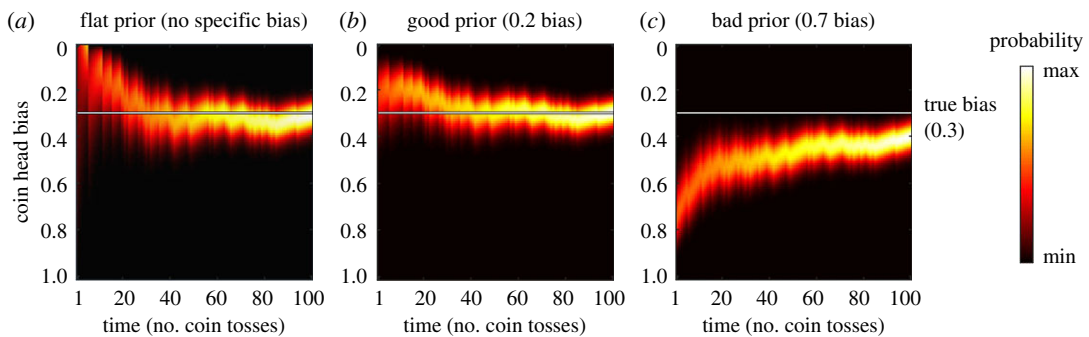 (a) flat prior (no specific bias)
(b) good prior (0.2 bias)
(c) bad prior (0.7 bias)
probability
max
min
true bias
(0.3)
coin head bias
0
0.2
0.4
0.6
0.8
1.0
1 20 40 60 80 100
time (no. coin tosses)
0
0.2
0.4
0.6
0.8
1.0
1 20 40 60 80 100
time (no. coin tosses)
0
0.2
0.4
0.6
0.8
1.0
1 20 40 60 80 100
time (no. coin tosses)